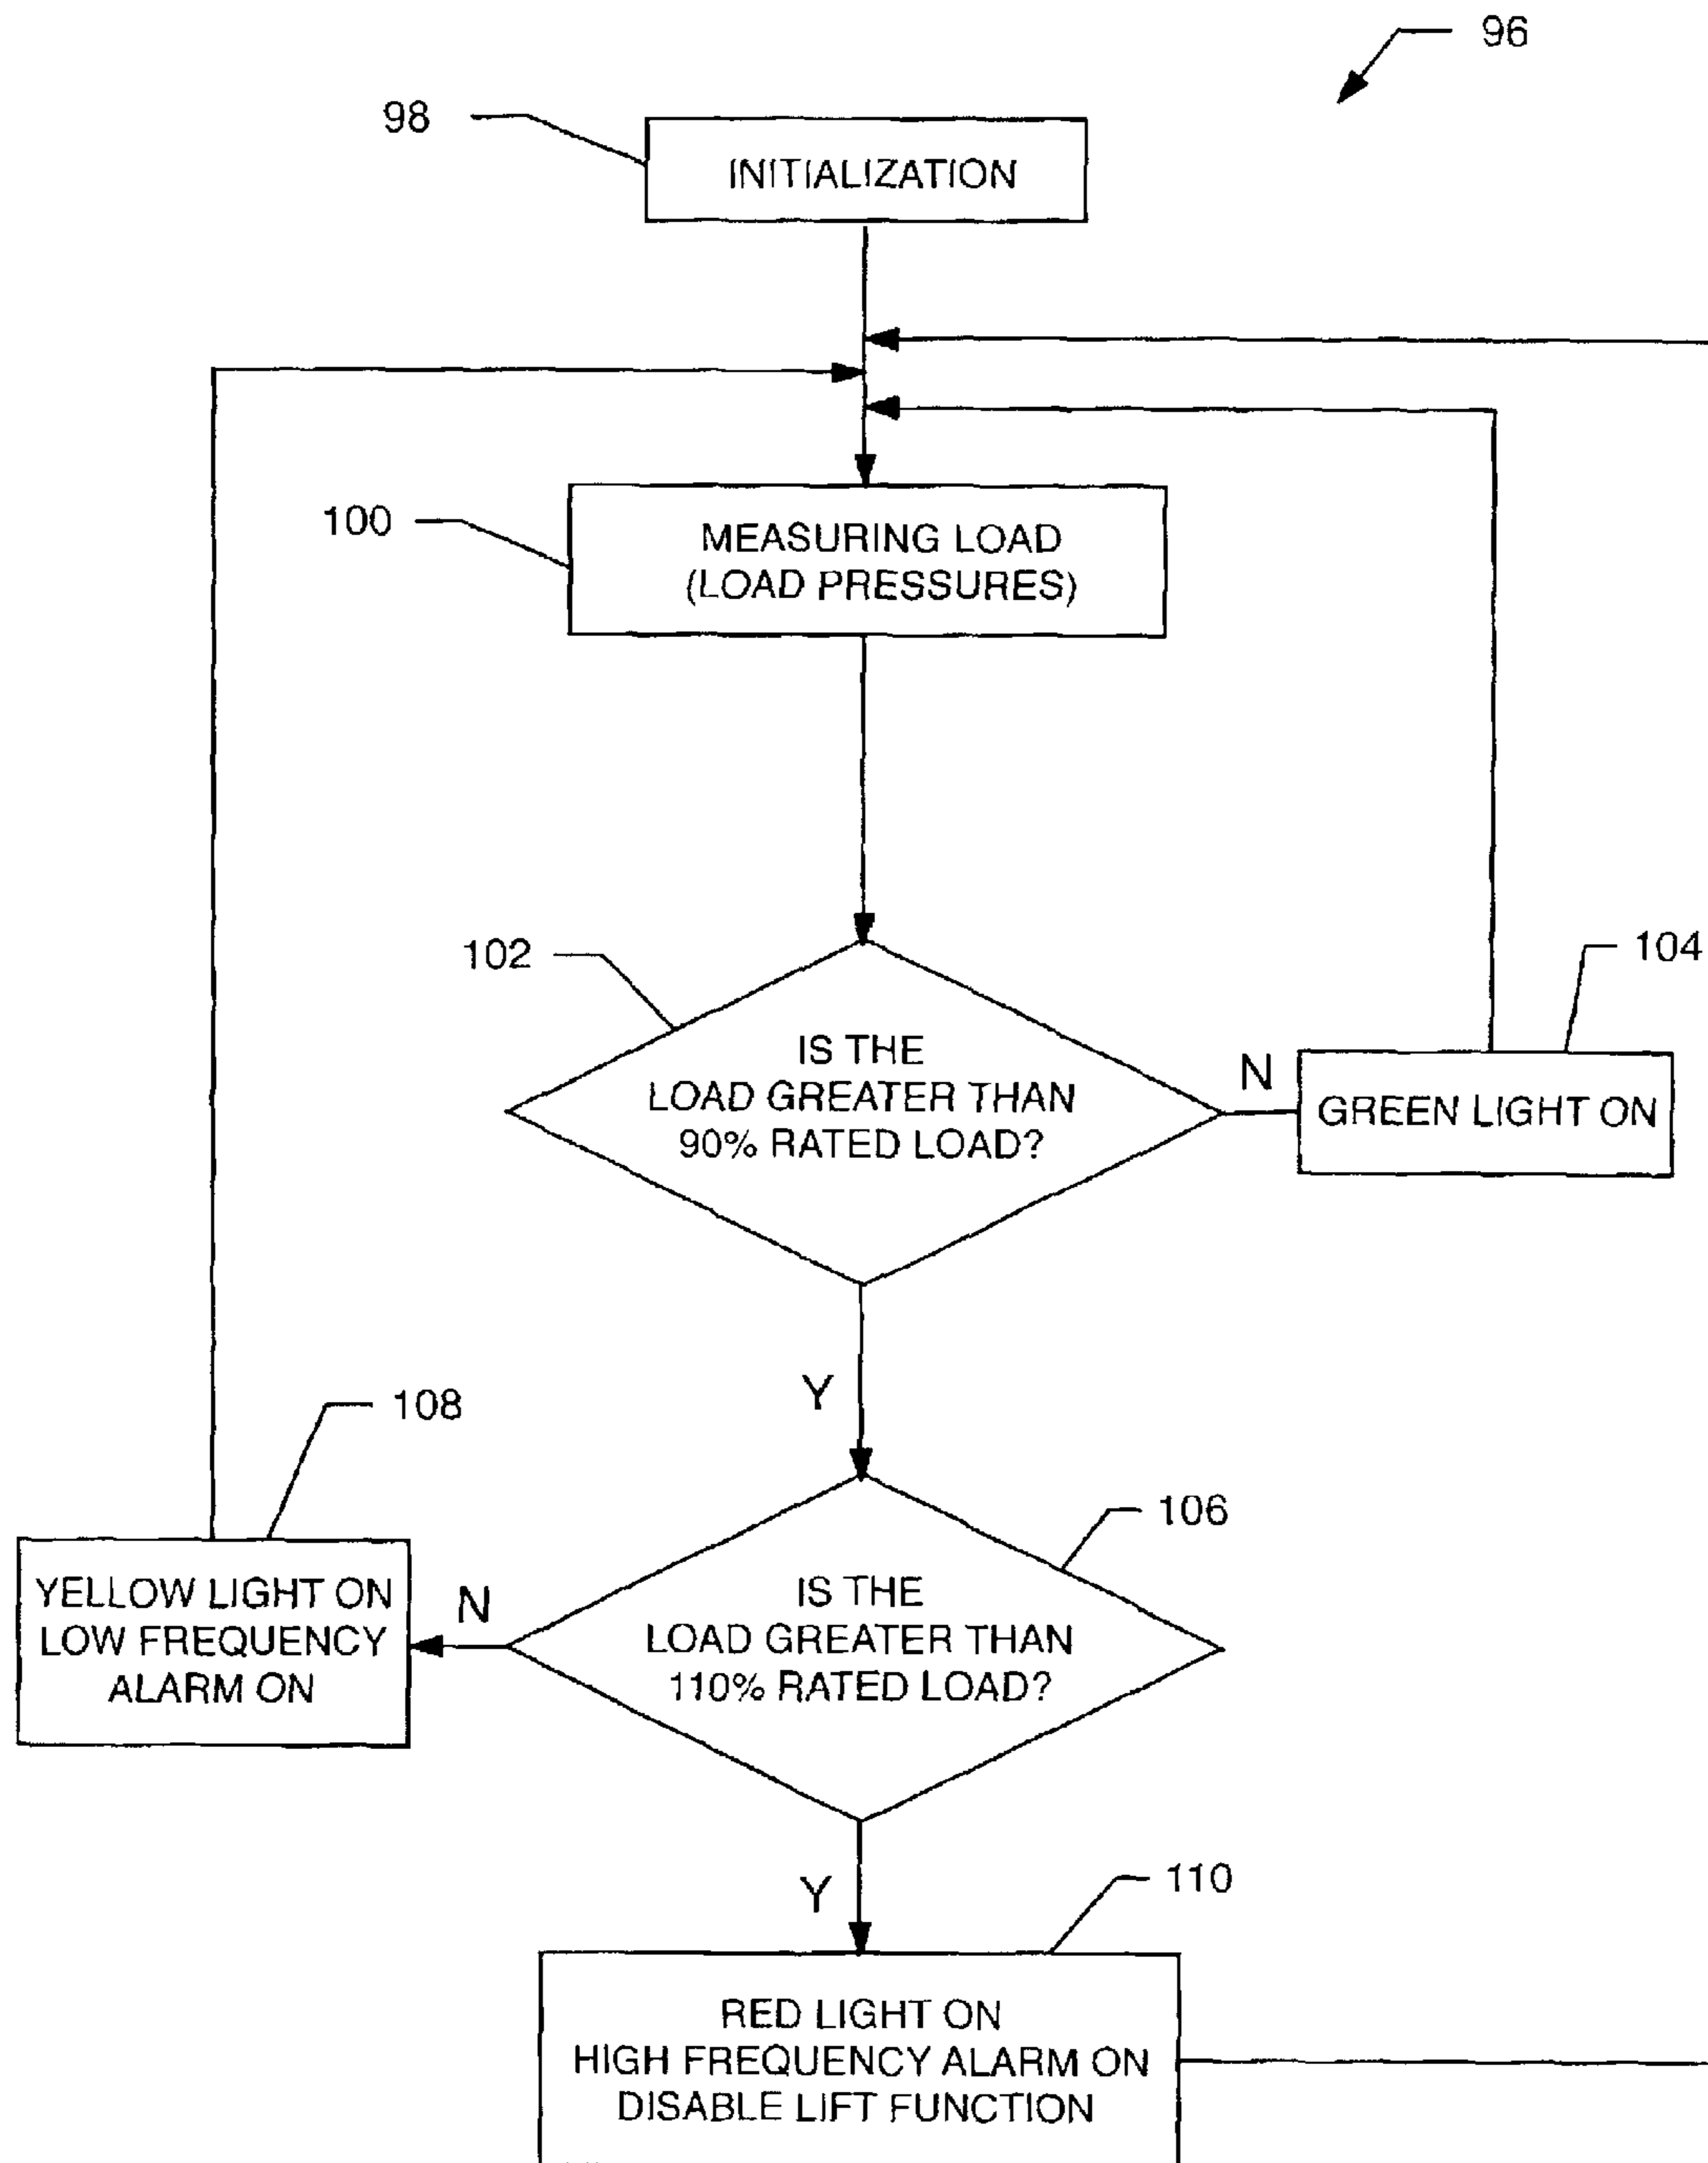 96
98
INITIALIZATION
100
MEASURING LOAD
(LOAD PRESSURES)
102
104
IS THE
LOAD GREATER THAN
90% RATED LOAD?
N
GREEN LIGHT ON
Y
108
106
YELLOW LIGHT ON
LOW FREQUENCY
ALARM ON
N
IS THE
LOAD GREATER THAN
110% RATED LOAD?
Y
110
RED LIGHT ON
HIGH FREQUENCY ALARM ON
DISABLE LIFT FUNCTION